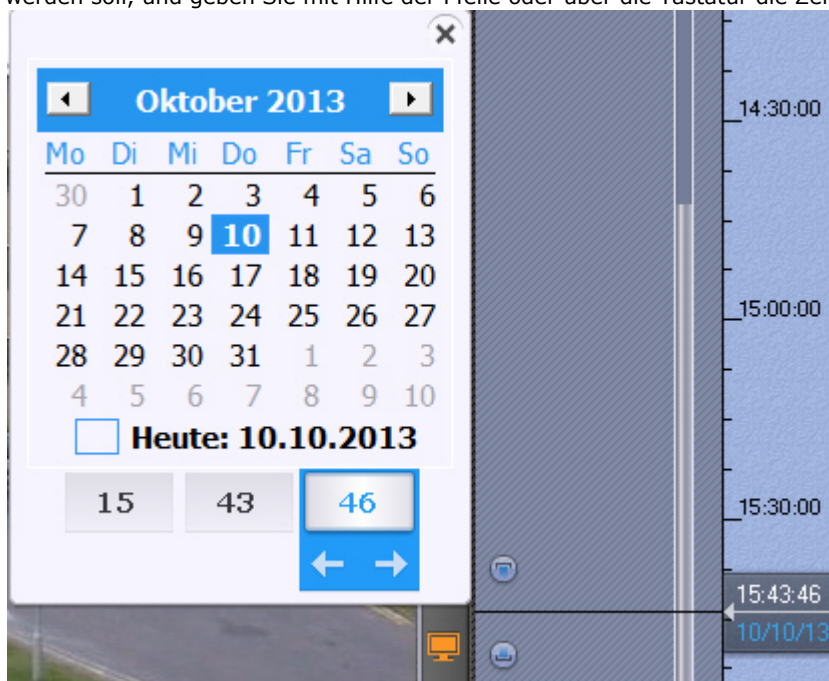 werden soll, und geben Sie mit Hilfe der Pfeile oder aber die Tastatur die Zei
Oktober 2013
Mo Di Mi Do Fr Sa So
30 1 2 3 4 5 6
7 8 9 10 11 12 13
14 15 16 17 18 19 20
21 22 23 24 25 26 27
28 29 30 31 1 2 3
4 5 6 7 8 9 10
Heute: 10.10.2013
15 43 46
14:30:00
15:00:00
15:30:00
15:43:46
10/10/13